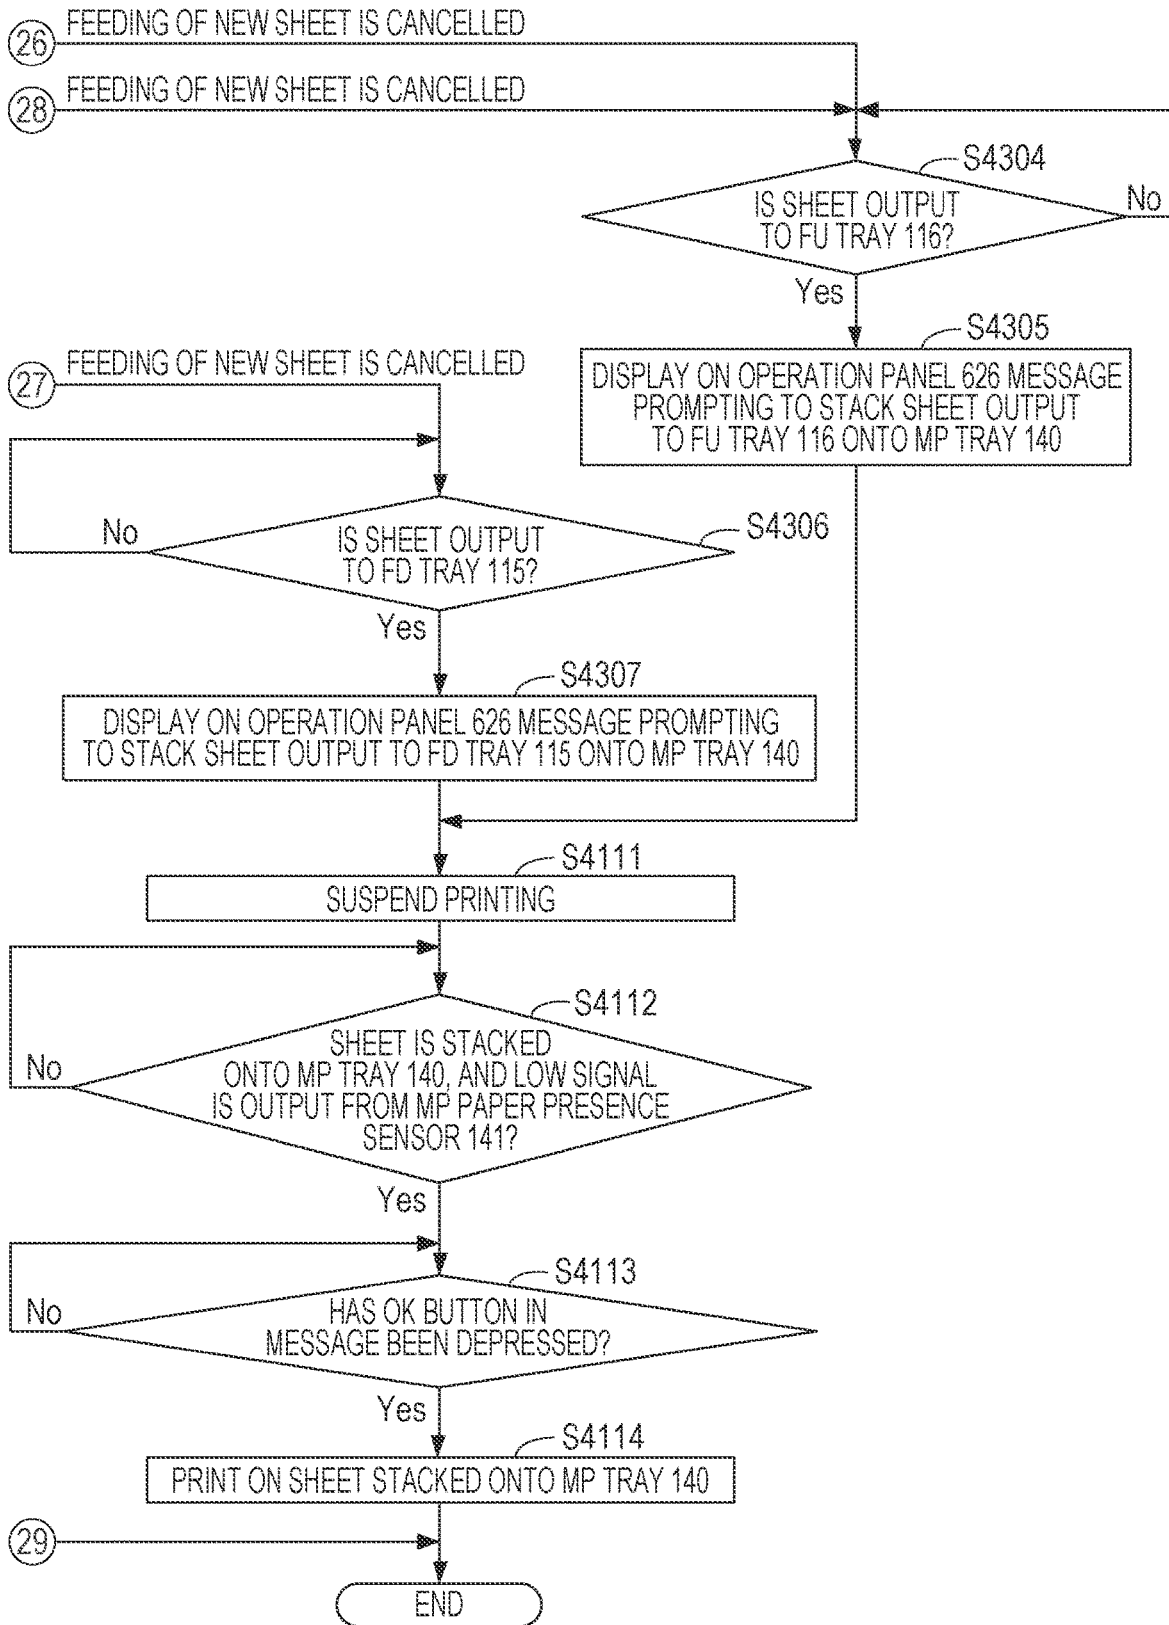 26 FEEDING OF NEW SHEET IS CANCELLED
28 FEEDING OF NEW SHEET IS CANCELLED
S4304
IS SHEET OUTPUT
TO FU TRAY 116?
No
Yes
S4305
DISPLAY ON OPERATION PANEL 626 MESSAGE
PROMPTING TO STACK SHEET OUTPUT
TO FU TRAY 116 ONTO MP TRAY 140
27 FEEDING OF NEW SHEET IS CANCELLED
S4306
IS SHEET OUTPUT
TO FD TRAY 115?
No
Yes
S4307
DISPLAY ON OPERATION PANEL 626 MESSAGE PROMPTING
TO STACK SHEET OUTPUT TO FD TRAY 115 ONTO MP TRAY 140
S4111
SUSPEND PRINTING
S4112
SHEET IS STACKED
ONTO MP TRAY 140, AND LOW SIGNAL
IS OUTPUT FROM MP PAPER PRESENCE
SENSOR 141?
No
Yes
S4113
HAS OK BUTTON IN
MESSAGE BEEN DEPRESSED?
No
Yes
S4114
PRINT ON SHEET STACKED ONTO MP TRAY 140
29
END